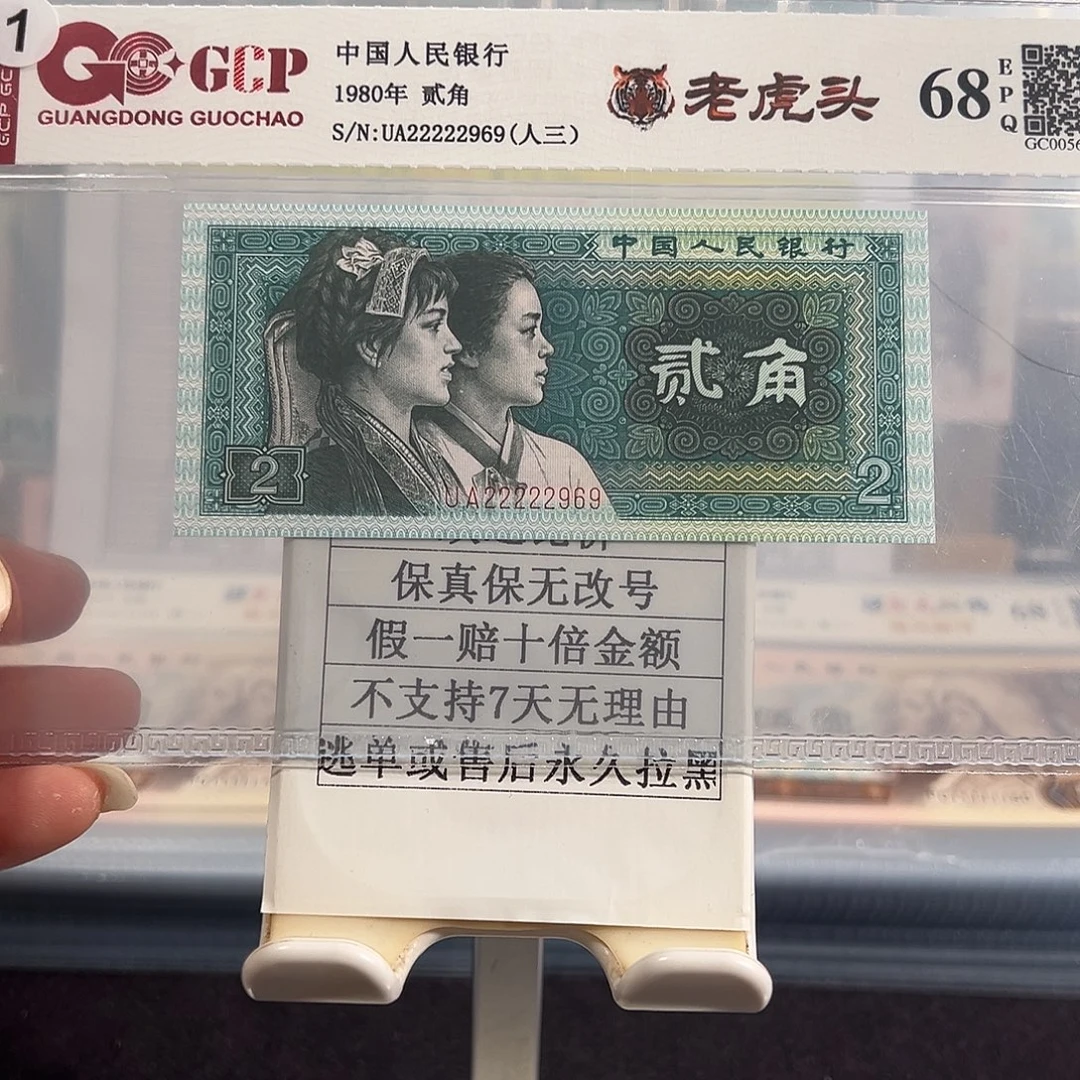 1
GCP
GUANGDONG GUOCHAO
中国人民银行
1980年 贰角
S/N:UA22222969(人三)
老虎头
68
EPQ
GC0056
中国人民银行
贰角
2
2
UA22222969
保真保无改号
假一赔十倍金额
不支持7天无理由
逃单或售后永久拉黑